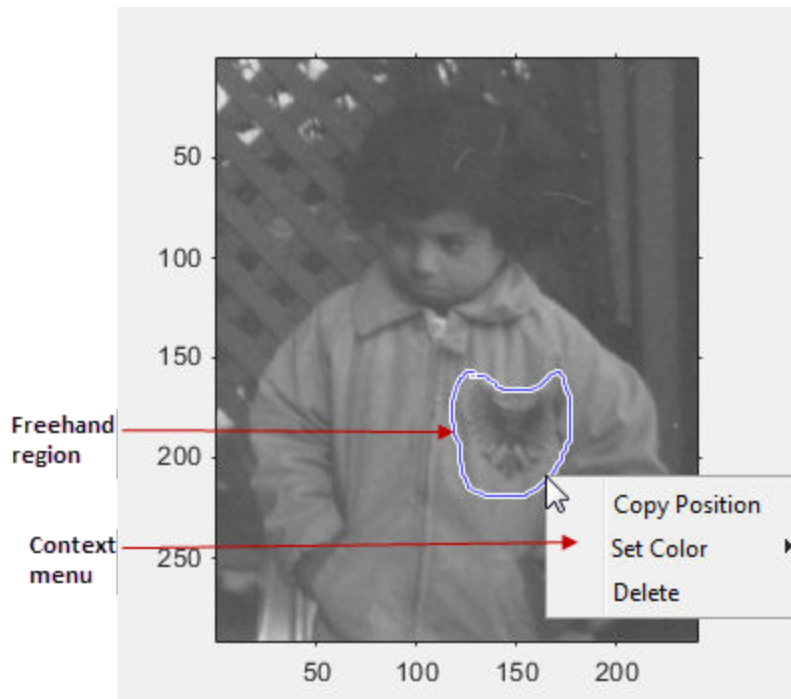 50
100
150
200
250
Freehand
region
Context
menu
Copy Position
Set Color
Delete
50 100 150 200